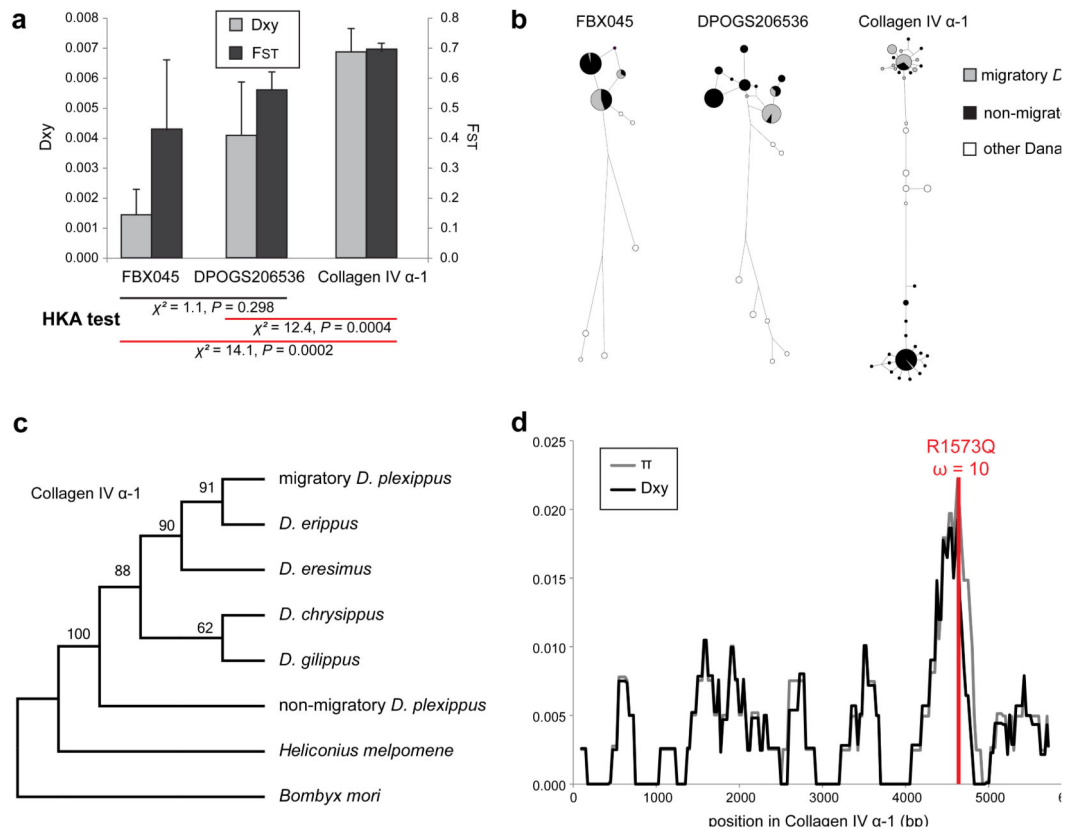 a
Dxy
FST
0.008
0.007
0.006
0.005
0.004
0.003
0.002
0.001
0.000
Dxy
0.8
0.7
0.6
0.5
0.4
0.3
0.2
0.1
0.0
FST
FBX045 DPOGS206536 Collagen IV α-1
HKA test
χ² = 1.1, P = 0.298
χ² = 12.4, P = 0.0004
χ² = 14.1, P = 0.0002
b
FBX045 DPOGS206536 Collagen IV α-1
migratory D
non-migrat
other Dana
c
Collagen IV α-1
91
90
88
62
100
migratory D. plexippus
D. erippus
D. eresimus
D. chrysippus
D. gilippus
non-migratory D. plexippus
Heliconius melpomene
Bombyx mori
d
π
Dxy
R1573Q
ω = 10
0.025
0.020
0.015
0.010
0.005
0.000
0 1000 2000 3000 4000 5000 6
position in Collagen IV α-1 (bp)